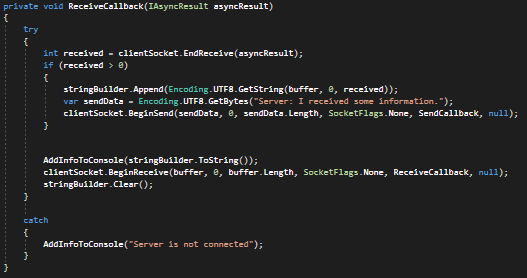 private void ReceiveCallback(IAsyncResult asyncResult)
{
try
{
int received = clientSocket.EndReceive(asyncResult);
if (received > 0)
{
stringBuilder.Append(Encoding.UTF8.GetString(buffer, 0, received));
var sendData = Encoding.UTF8.GetBytes("Server: I received some information.");
clientSocket.BeginSend(sendData, 0, sendData.Length, SocketFlags.None, SendCallback, null);
}
AddInfoToConsole(stringBuilder.ToString());
clientSocket.BeginReceive(buffer, 0, buffer.Length, SocketFlags.None, ReceiveCallback, null);
stringBuilder.Clear();
}
catch
{
AddInfoToConsole("Server is not connected");
}
}